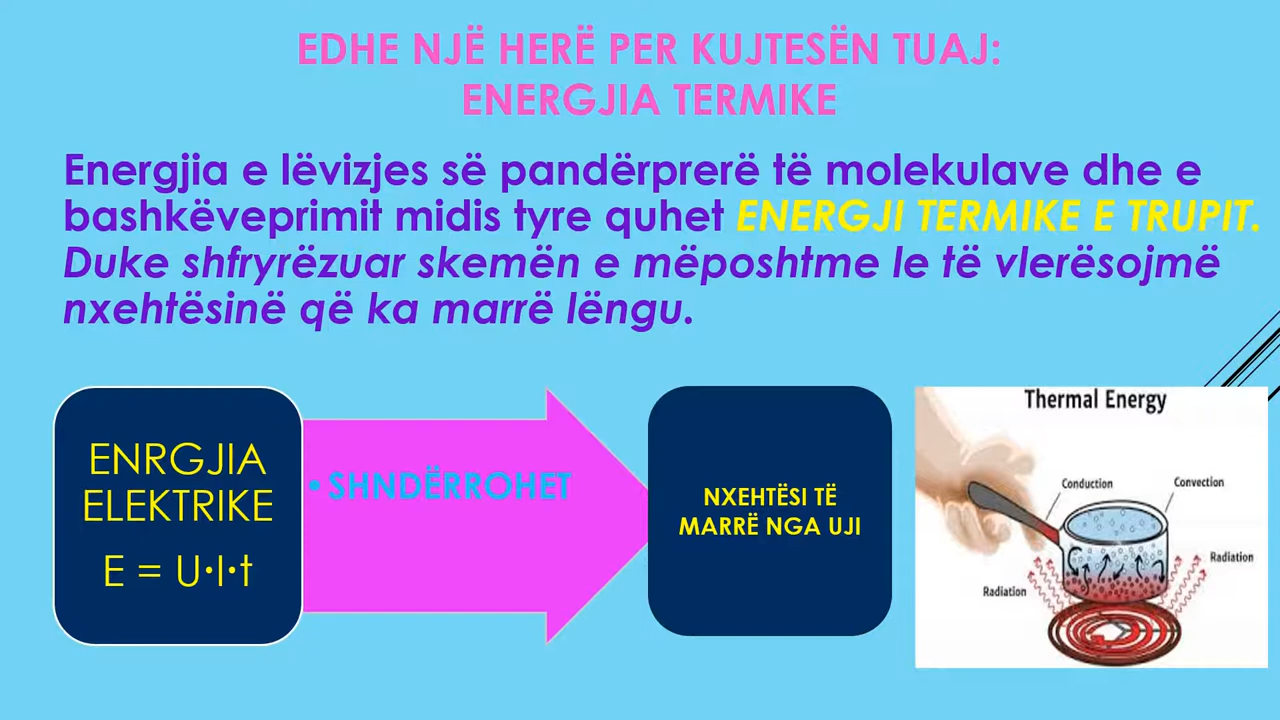 EDHE NJË HERË PER KUJTESËN TUAJ:
ENERGJIA TERMIKE
Energjia e lëvizjes së pandërprerë të molekulave dhe e
bashkëveprimit midis tyre quhet ENERGJI TERMIKE E TRUPIT.
Duke shfryrëzuar skemën e mëposhtme le të vlerësojmë
nxehtësinë që ka marrë lëngu.
ENRGJIA
ELEKTRIKE
E = U·I·t
• SHNDËRROHET
NXEHTËSI TË
MARRË NGA UJI
Thermal Energy
Conduction
Convection
Radiation
Radiation